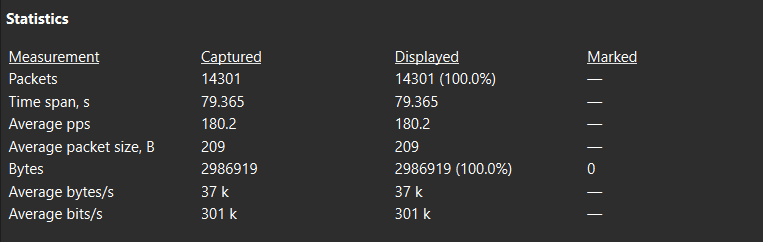 Statistics
Measurement Captured Displayed Marked
Packets 14301 14301 (100.0%) —
Time span, s 79.365 79.365 —
Average pps 180.2 180.2 —
Average packet size, B 209 209 —
Bytes 2986919 2986919 (100.0%) 0
Average bytes/s 37 k 37 k —
Average bits/s 301 k 301 k —